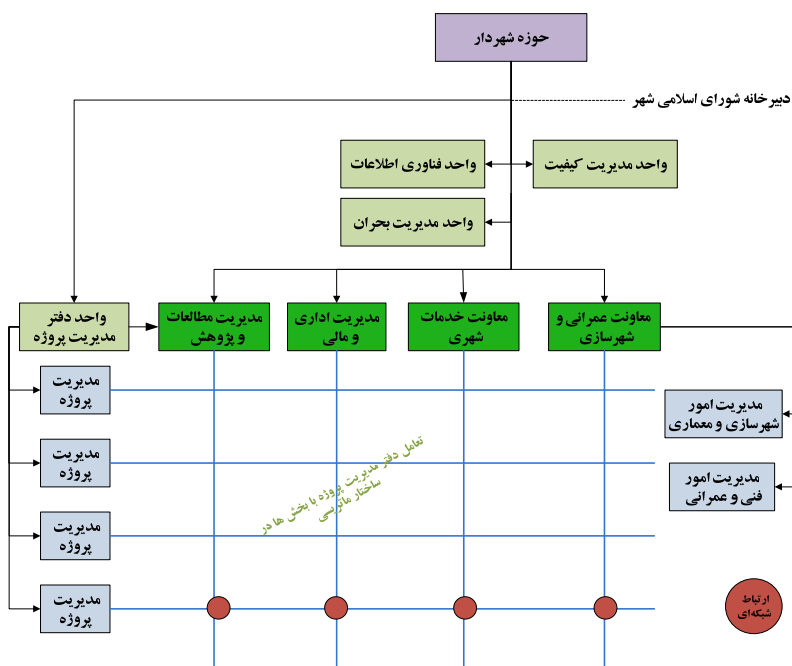 حوزه شهردار
دبیرخانه شورای اسلامی شهر
واحد مدیریت کیفیت
واحد فناوری اطلاعات
واحد مدیریت بحران
معاونت عمرانی و
شهرسازی
معاونت خدمات
شهری
مدیریت اداری
و مالی
مدیریت مطالعات
و پژوهش
واحد دفتر
مدیریت پروژه
مدیریت امور
شهرسازی و معماری
مدیریت امور
فنی و عمرانی
مدیریت
پروژه
مدیریت
پروژه
مدیریت
پروژه
مدیریت
پروژه
تعامل دفتر مدیریت پروژه با بخش ها در
ساختار ماتریسی
ارتباط
شبکه‌ای